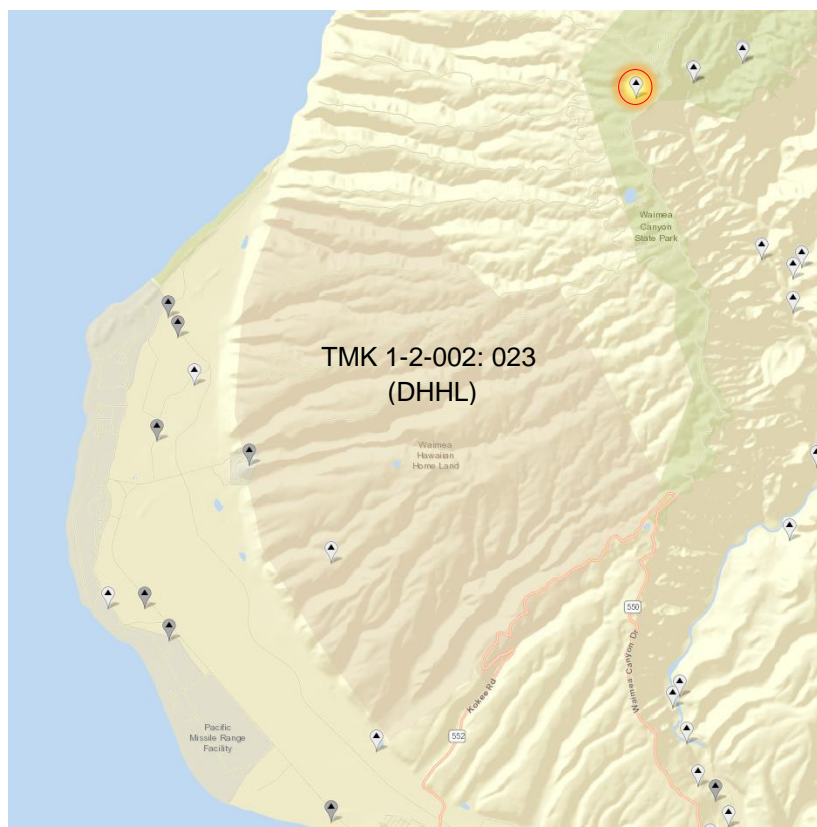 Waimea
Canyon
State Park
TMK 1-2-002: 023
(DHHL)
Waimea
Hawaiian
Home Land
550
Waimea Canyon Dr
Kokee Rd
Pacific
Missile Range
Facility
552